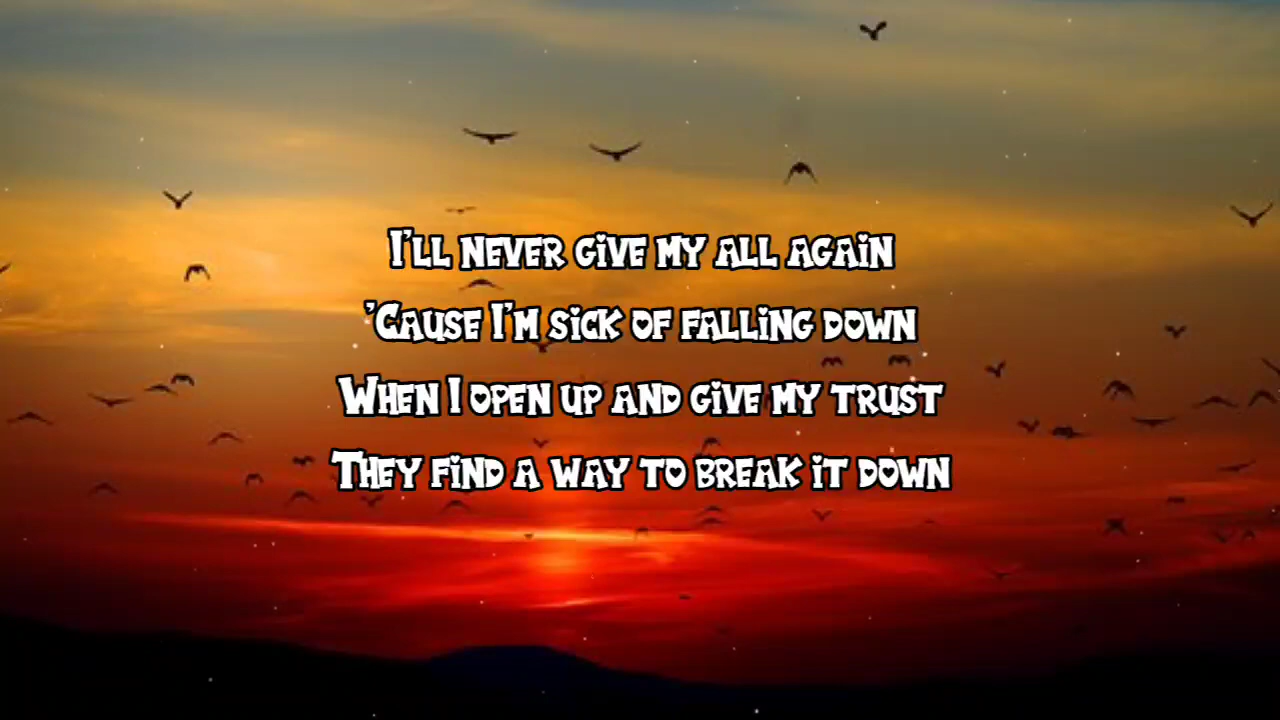 I'll never give my all again
'Cause I'm sick of falling down
When I open up and give my trust
They find a way to break it down